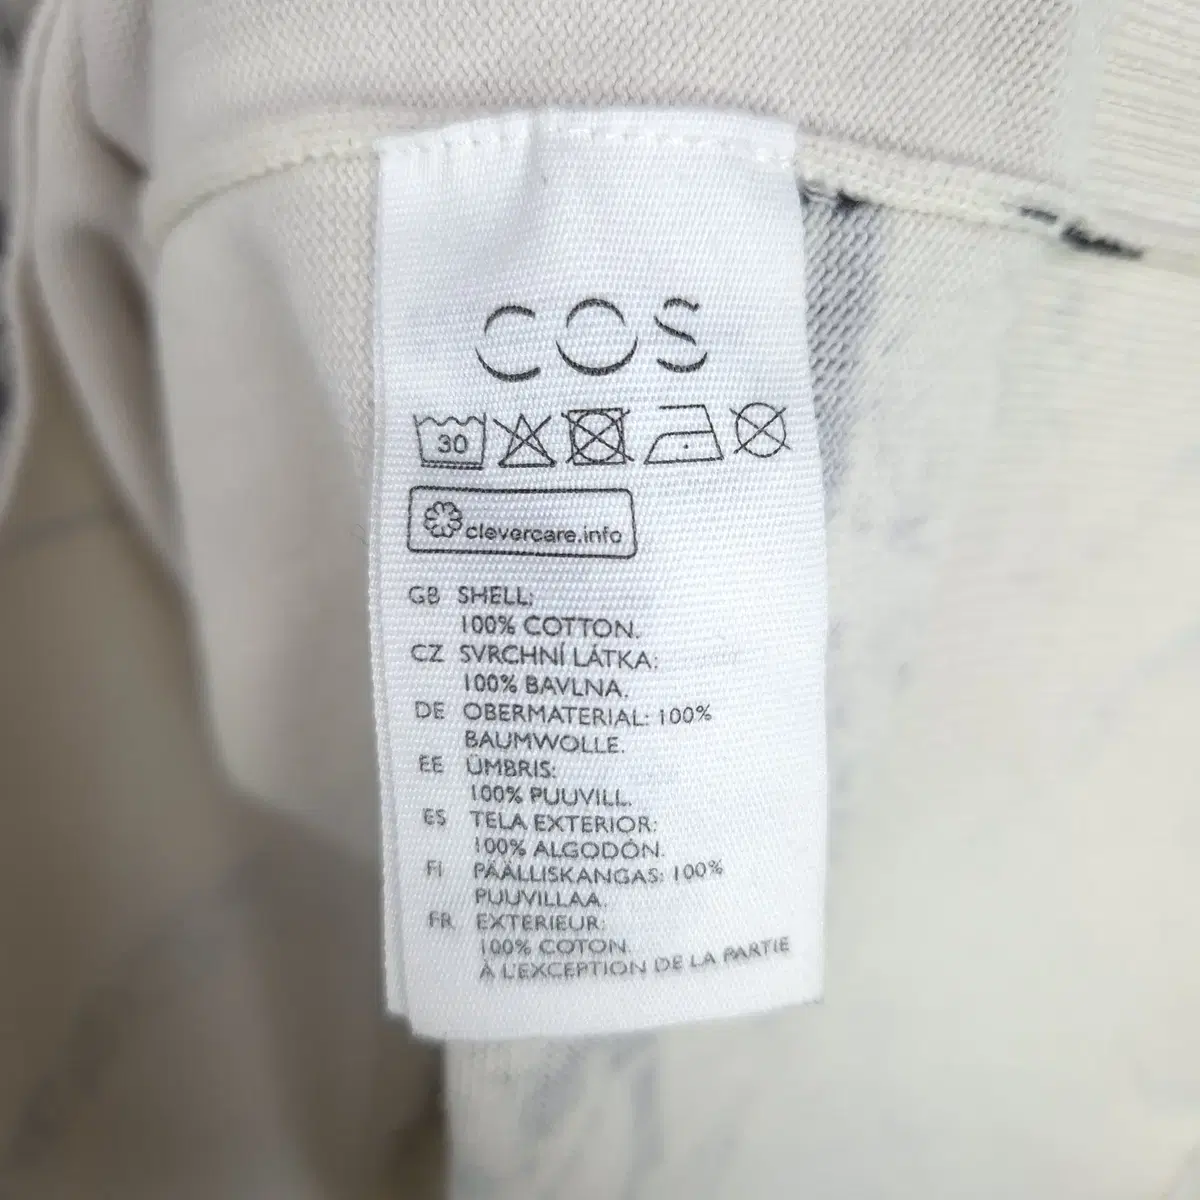 COS
30
clevercare.info
GB SHELL:
100% COTTON.
CZ SVRCHNÍ LÁTKA:
100% BAVLNA.
DE OBERMATERIAL: 100%
BAUMWOLLE.
EE ÜMBRIS:
100% PUUVILL.
ES TELA EXTERIOR:
100% ALGODÓN.
FI PÄÄLLISKANGAS: 100%
PUUVILLAA.
FR EXTERIEUR:
100% COTON.
À L'EXCEPTION DE LA PARTIE